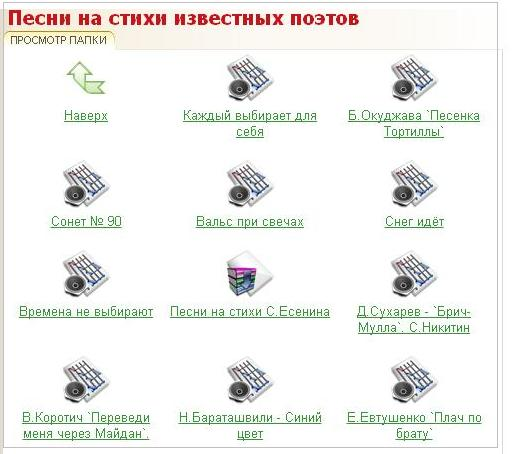 Песни на стихи известных поэтов
ПРОСМОТР ПАПКИ
Наверх
Каждый выбирает для
себя
Б.Окуджава `Песенка
Тортиллы`
Сонет № 90
Вальс при свечах
Снег идёт
Времена не выбирают
Песни на стихи С.Есенина
Д.Сухарев - `Брич-
Мулла`. С.Никитин
В.Коротич `Переведи
меня через Майдан`.
Н.Бараташвили - Синий
цвет
Е.Евтушенко `Плач по
брату`